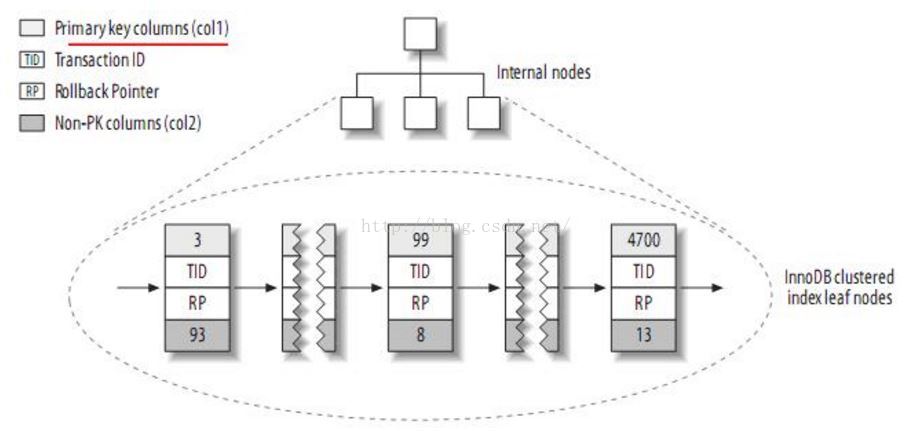 Primary key columns (col1)
TID Transaction ID
RP Rollback Pointer
Non-PK columns (col2)
Internal nodes
http://blog.csdn.net/
3 99 4700
TID TID TID
RP RP RP
93 8 13
InnoDB clustered
index leaf nodes